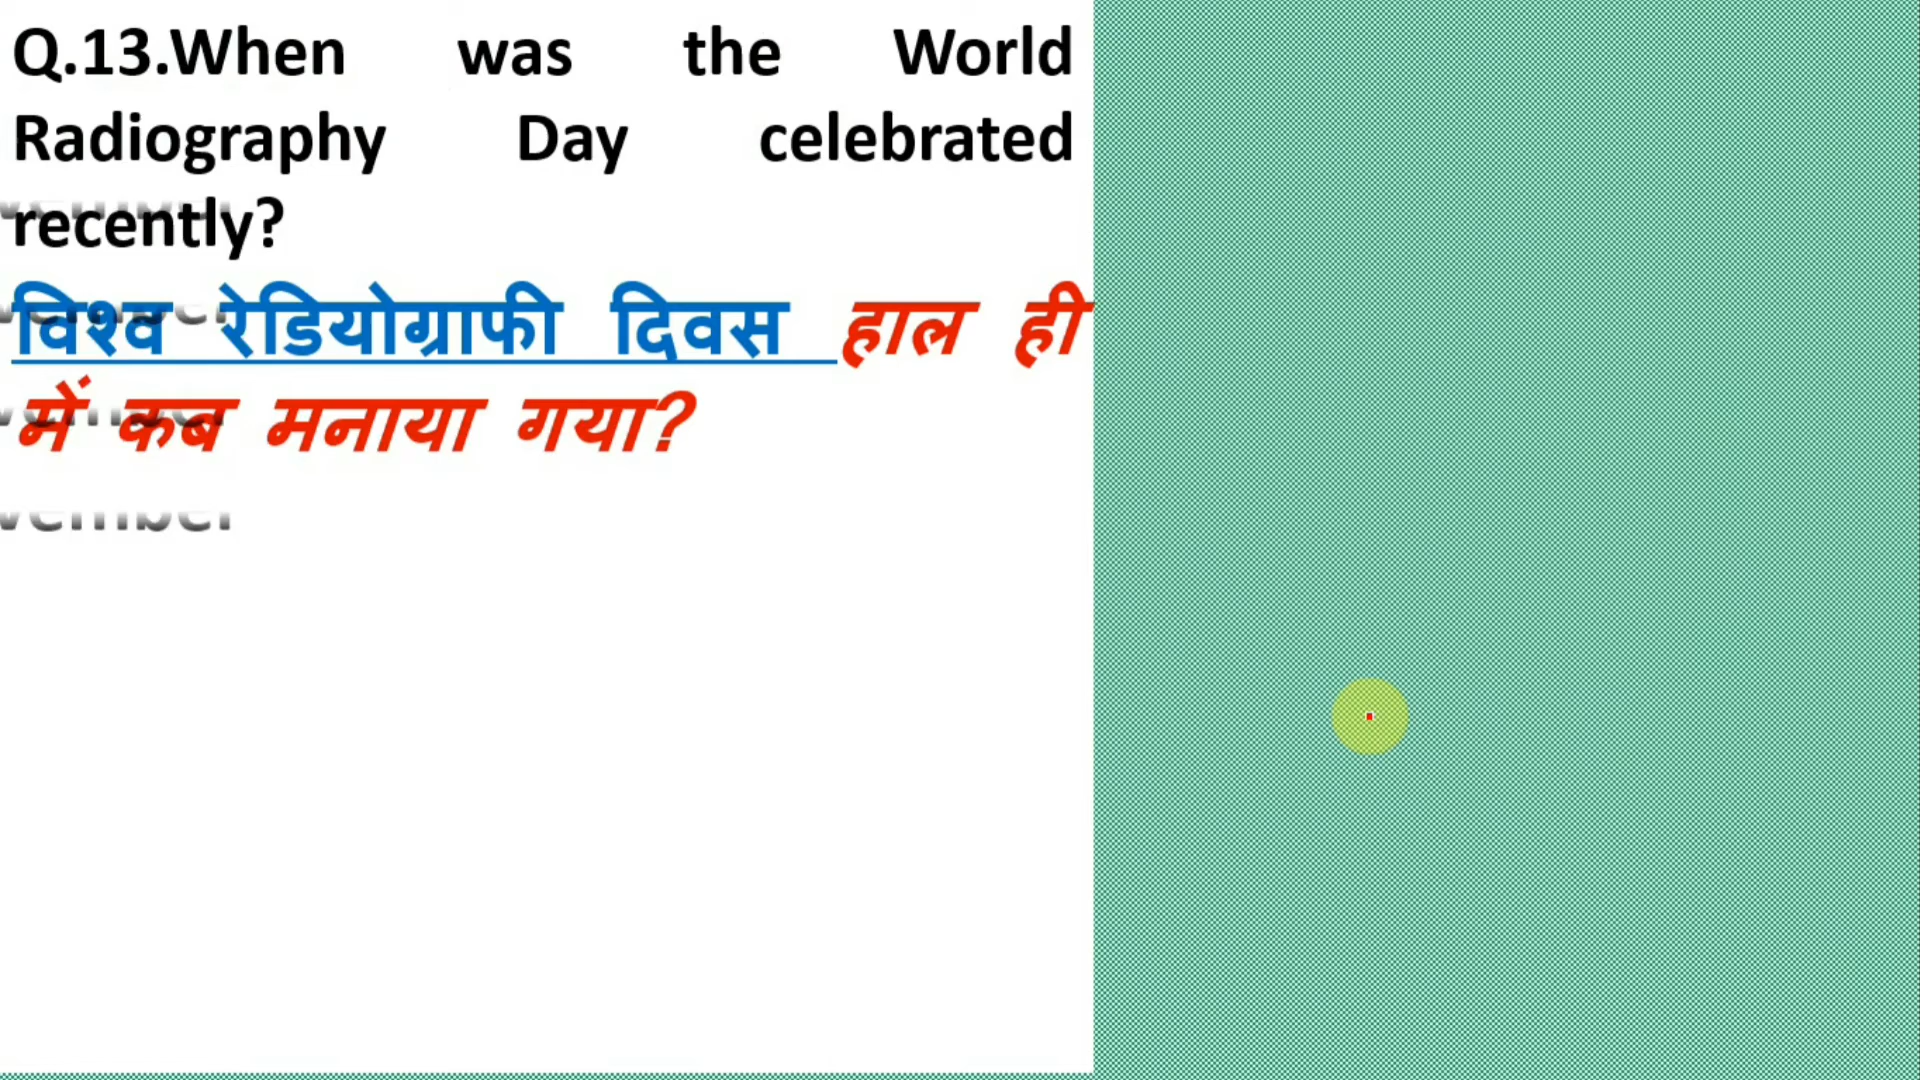 Q.13.When was the World
Radiography Day celebrated
recently?
विश्व रेडियोग्राफी दिवस हाल ही
में कब मनाया गया?